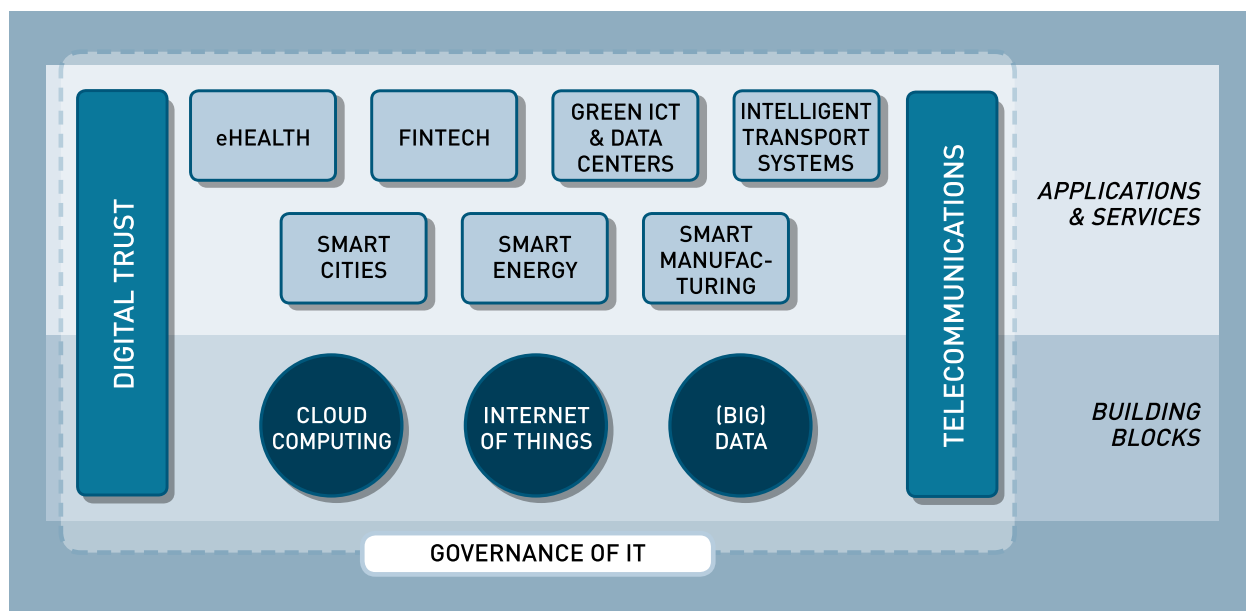 eHEALTH
FINTECH
GREEN ICT
& DATA
CENTERS
INTELLIGENT
TRANSPORT
SYSTEMS
DIGITAL TRUST
TELECOMMUNICATIONS
APPLICATIONS
& SERVICES
SMART
CITIES
SMART
ENERGY
SMART
MANUFAC-
TURING
CLOUD
COMPUTING
INTERNET
OF THINGS
(BIG)
DATA
BUILDING
BLOCKS
GOVERNANCE OF IT